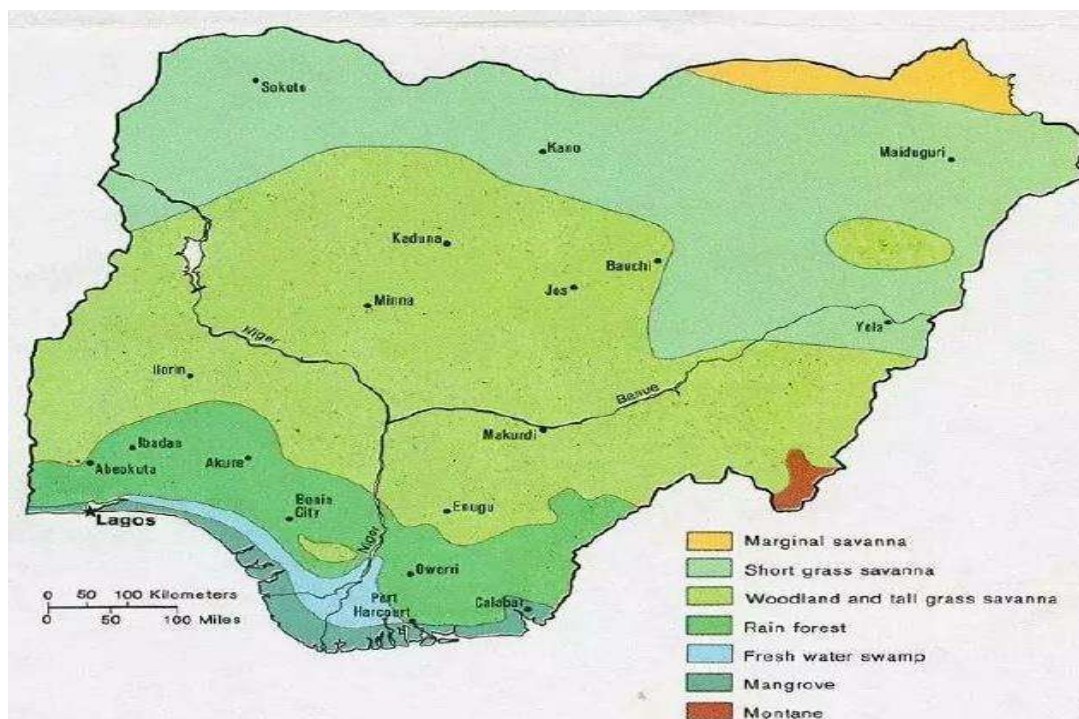 Sokoto
Kano
Maiduguri
Kaduna
Bauchi
Jos
Minna
Yola
Niger
Ilorin
Benue
Makurdi
Ibadan
Abeokuta
Akure
Enugu
Benin
City
Lagos
Niger
Owerri
Port
Harcourt
Calabar
0 50 100 Kilometers
0 50 100 Miles
Marginal savanna
Short grass savanna
Woodland and tall grass savanna
Rain forest
Fresh water swamp
Mangrove
Montane